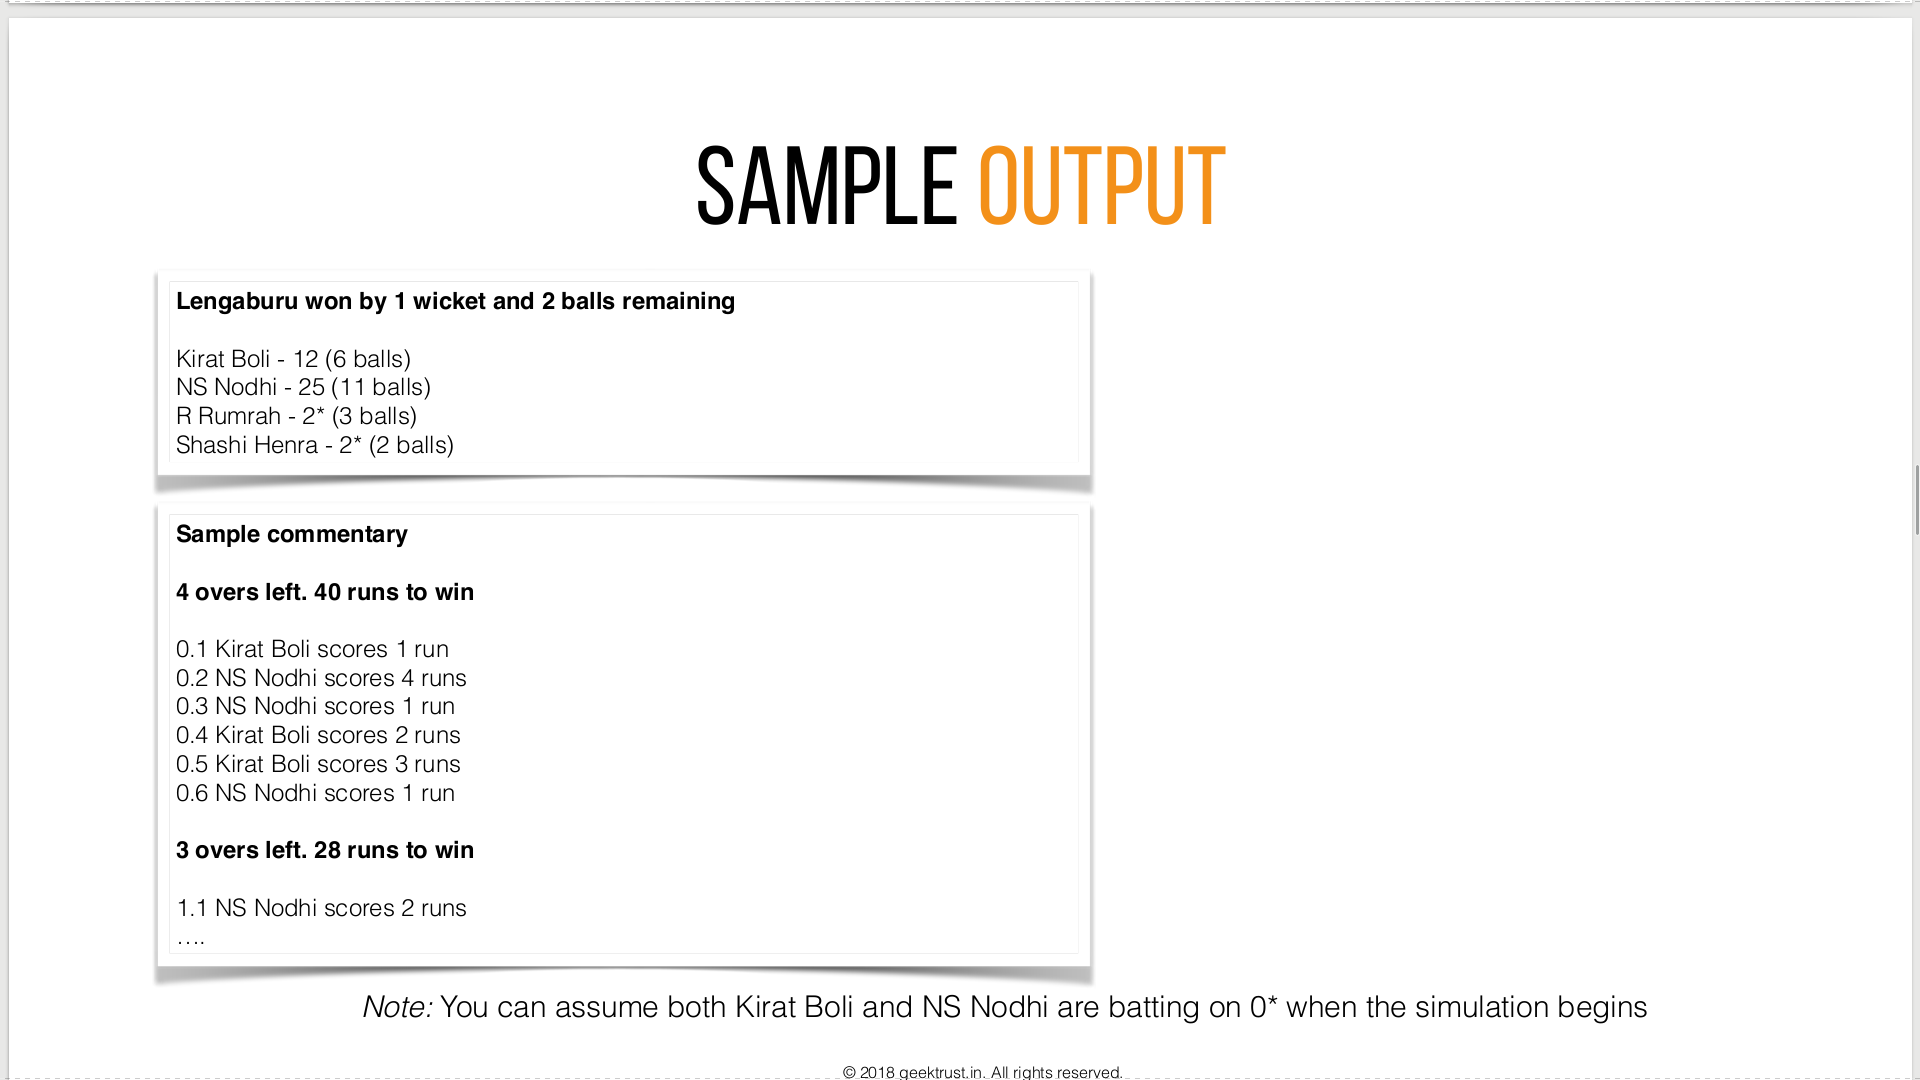 SAMPLE OUTPUT
Lengaburu won by 1 wicket and 2 balls remaining
Kirat Boli - 12 (6 balls)
NS Nodhi - 25 (11 balls)
R Rumrah - 2* (3 balls)
Shashi Henra - 2* (2 balls)
Sample commentary
4 overs left. 40 runs to win
0.1 Kirat Boli scores 1 run
0.2 NS Nodhi scores 4 runs
0.3 NS Nodhi scores 1 run
0.4 Kirat Boli scores 2 runs
0.5 Kirat Boli scores 3 runs
0.6 NS Nodhi scores 1 run
3 overs left. 28 runs to win
1.1 NS Nodhi scores 2 runs
....
Note: You can assume both Kirat Boli and NS Nodhi are batting on 0* when the simulation begins
© 2018 geektrust.in. All rights reserved.